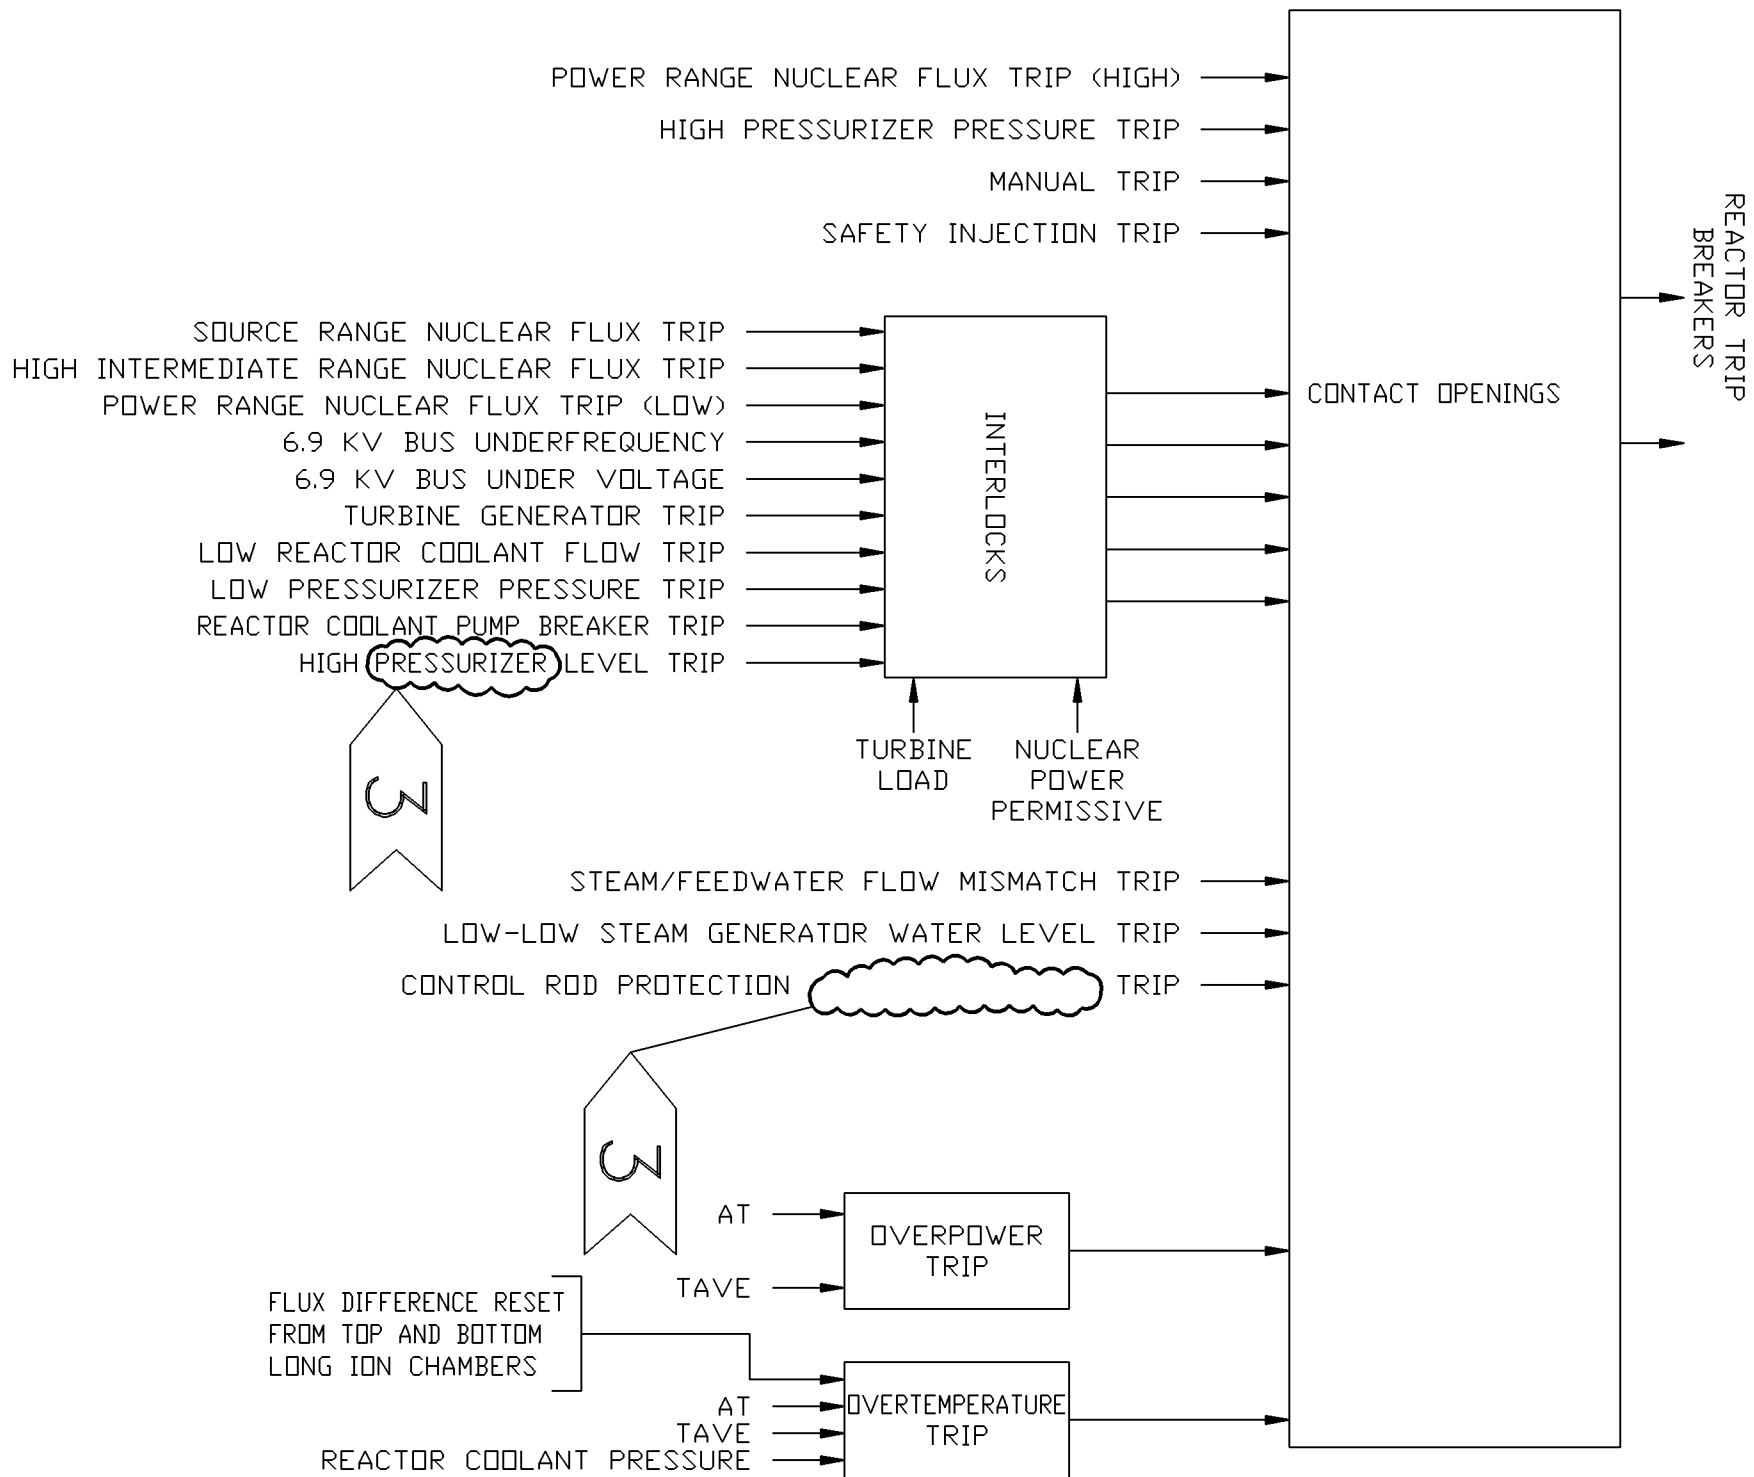 POWER RANGE NUCLEAR FLUX TRIP (HIGH)
HIGH PRESSURIZER PRESSURE TRIP
MANUAL TRIP
SAFETY INJECTION TRIP
REACTOR TRIP
BREAKERS
SOURCE RANGE NUCLEAR FLUX TRIP
HIGH INTERMEDIATE RANGE NUCLEAR FLUX TRIP
POWER RANGE NUCLEAR FLUX TRIP (LOW)
6.9 KV BUS UNDERFREQUENCY
6.9 KV BUS UNDER VOLTAGE
TURBINE GENERATOR TRIP
LOW REACTOR COOLANT FLOW TRIP
LOW PRESSURIZER PRESSURE TRIP
REACTOR COOLANT PUMP BREAKER TRIP
HIGH PRESSURIZER LEVEL TRIP
INTERLOCKS
CONTACT OPENINGS
TURBINE
LOAD
NUCLEAR
POWER
PERMISSIVE
3
STEAM/FEEDWATER FLOW MISMATCH TRIP
LOW-LOW STEAM GENERATOR WATER LEVEL TRIP
CONTROL ROD PROTECTION TRIP
3
AT
TAVE
OVERPOWER
TRIP
FLUX DIFFERENCE RESET
FROM TOP AND BOTTOM
LONG ION CHAMBERS
AT
TAVE
REACTOR COOLANT PRESSURE
OVERTEMPERATURE
TRIP